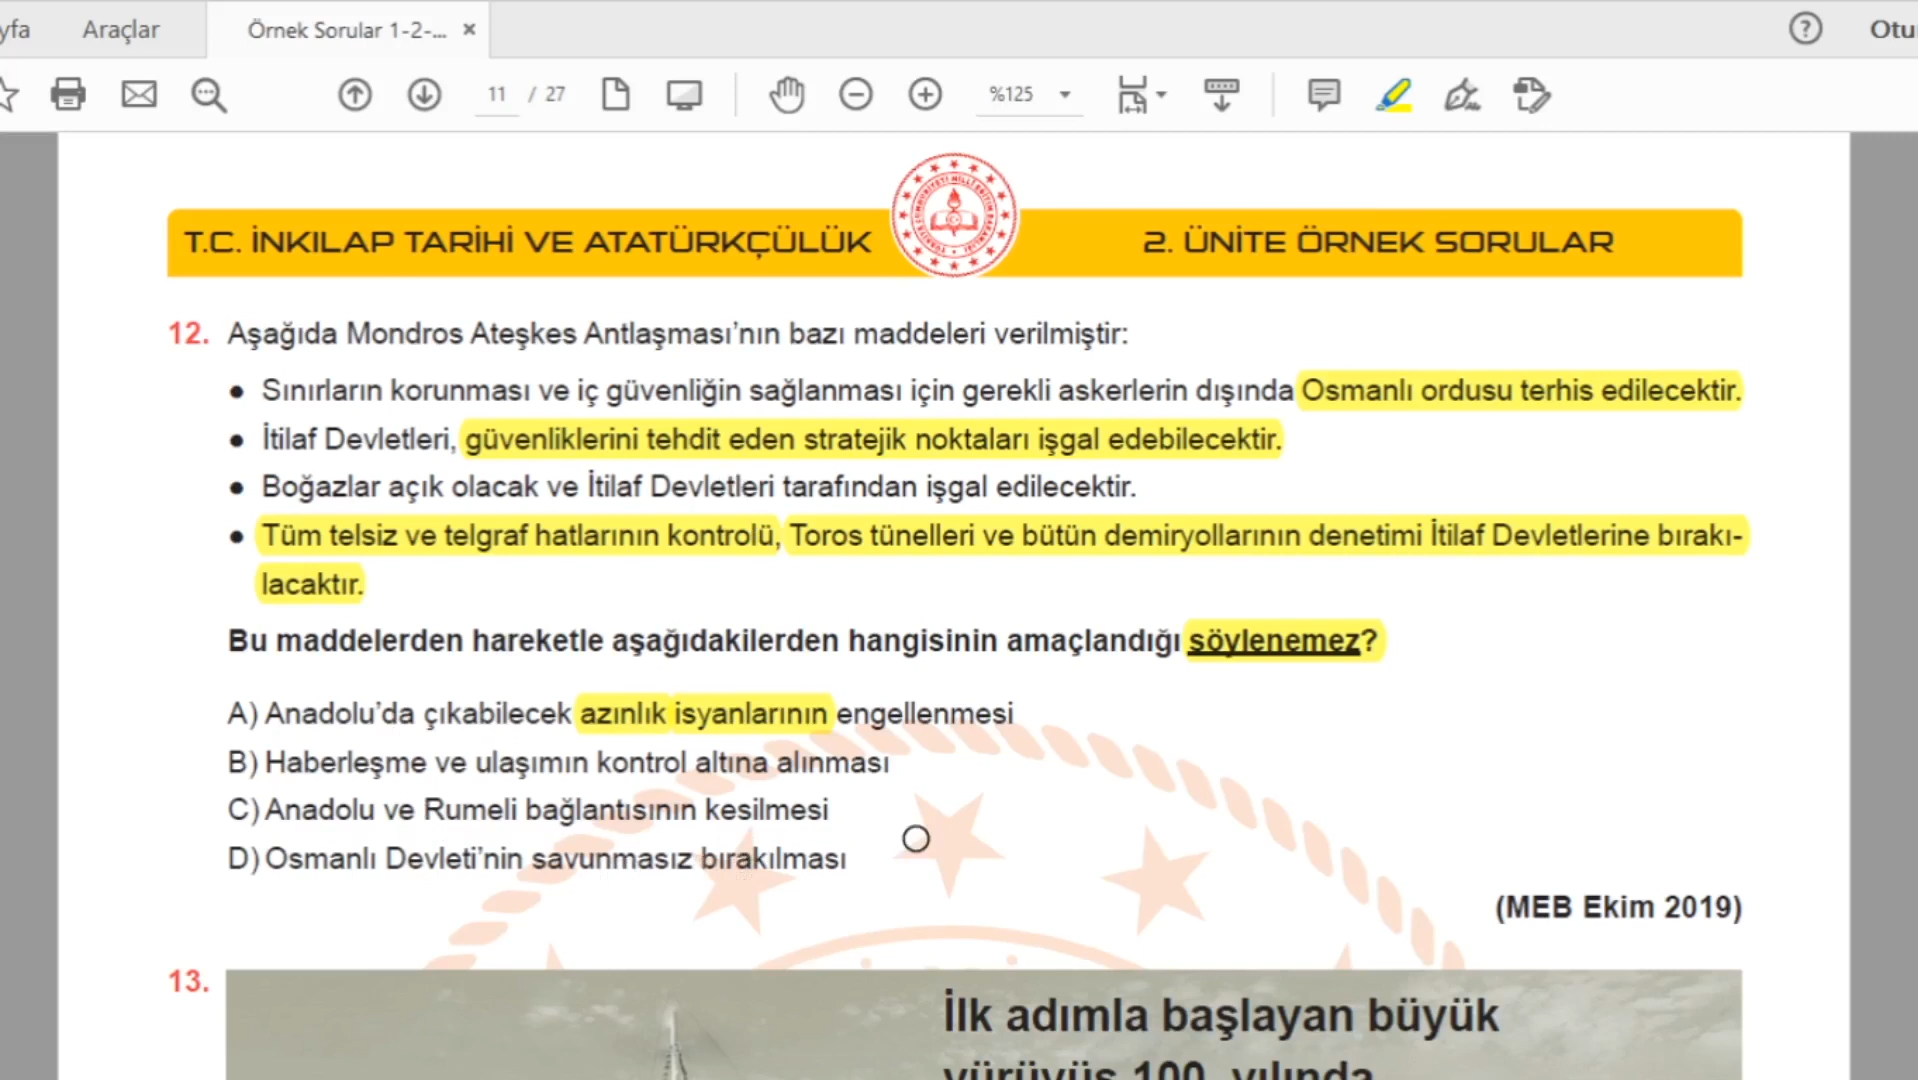 yfa Araçlar Örnek Sorular 1-2-... × ? Otu
11 / 27 %125
T.C. İNKILAP TARİHİ VE ATATÜRKÇÜLÜK 2. ÜNİTE ÖRNEK SORULAR
12. Aşağıda Mondros Ateşkes Antlaşması’nın bazı maddeleri verilmiştir:
● Sınırların korunması ve iç güvenliğin sağlanması için gerekli askerlerin dışında Osmanlı ordusu terhis edilecektir.
● İtilaf Devletleri, güvenliklerini tehdit eden stratejik noktaları işgal edebilecektir.
● Boğazlar açık olacak ve İtilaf Devletleri tarafından işgal edilecektir.
● Tüm telsiz ve telgraf hatlarının kontrolü, Toros tünelleri ve bütün demiryollarının denetimi İtilaf Devletlerine bırakı-
lacaktır.
Bu maddelerden hareketle aşağıdakilerden hangisinin amaçlandığı söylenemez?
A) Anadolu’da çıkabilecek azınlık isyanlarının engellenmesi
B) Haberleşme ve ulaşımın kontrol altına alınması
C) Anadolu ve Rumeli bağlantısının kesilmesi
D) Osmanlı Devleti’nin savunmasız bırakılması
(MEB Ekim 2019)
13.
İlk adımla başlayan büyük
yürüyüş 100. yılında